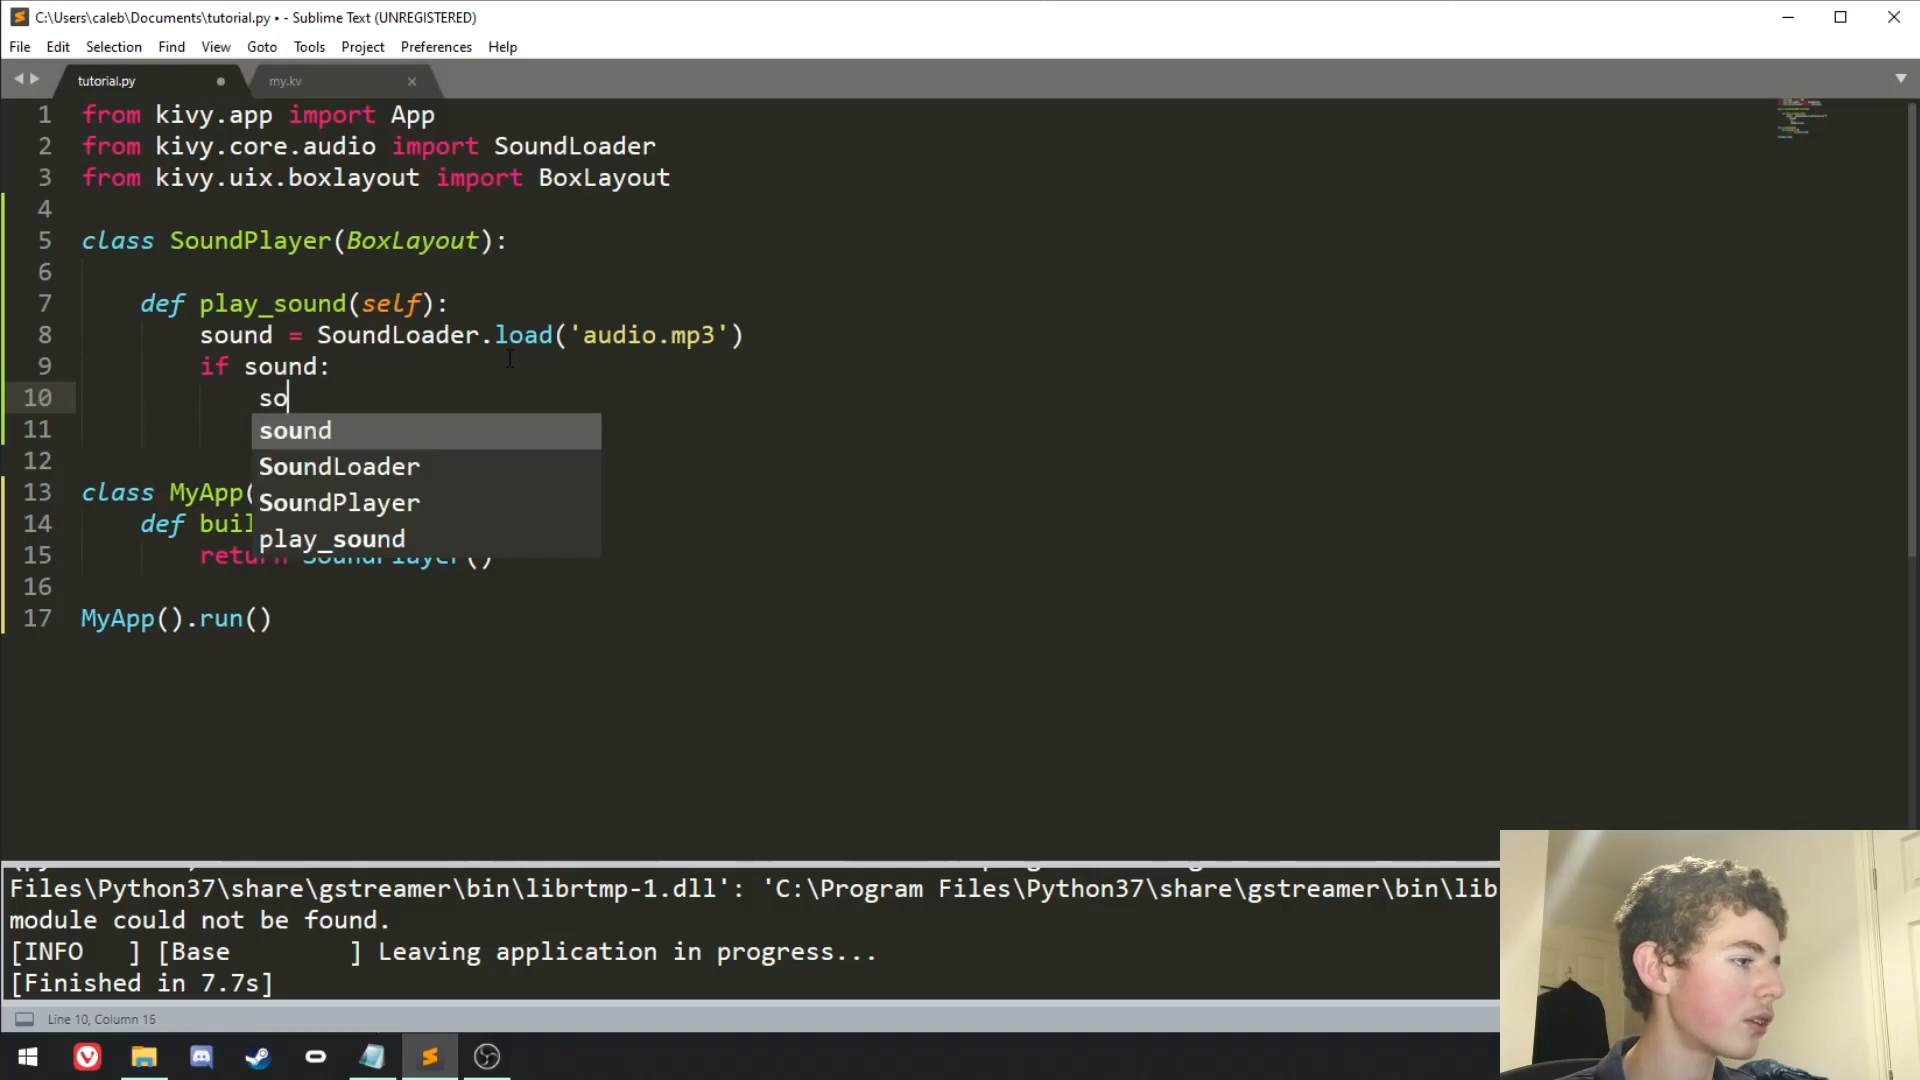 C:\Users\caleb\Documents\tutorial.py • - Sublime Text (UNREGISTERED)
File Edit Selection Find View Goto Tools Project Preferences Help
tutorial.py my.kv
1 from kivy.app import App
2 from kivy.core.audio import SoundLoader
3 from kivy.uix.boxlayout import BoxLayout
4
5 class SoundPlayer(BoxLayout):
6
7 def play_sound(self):
8 sound = SoundLoader.load('audio.mp3')
9 if sound:
10 so
11 sound
12 SoundLoader
13 class MyApp(
SoundPlayer
14 def buil
play_sound
15 return SoundPlayer()
16
17 MyApp().run()
Files\Python37\share\gstreamer\bin\librtmp-1.dll': 'C:\Program Files\Python37\share\gstreamer\bin\lib
module could not be found.
[INFO ] [Base ] Leaving application in progress...
[Finished in 7.7s]
Line 10, Column 15